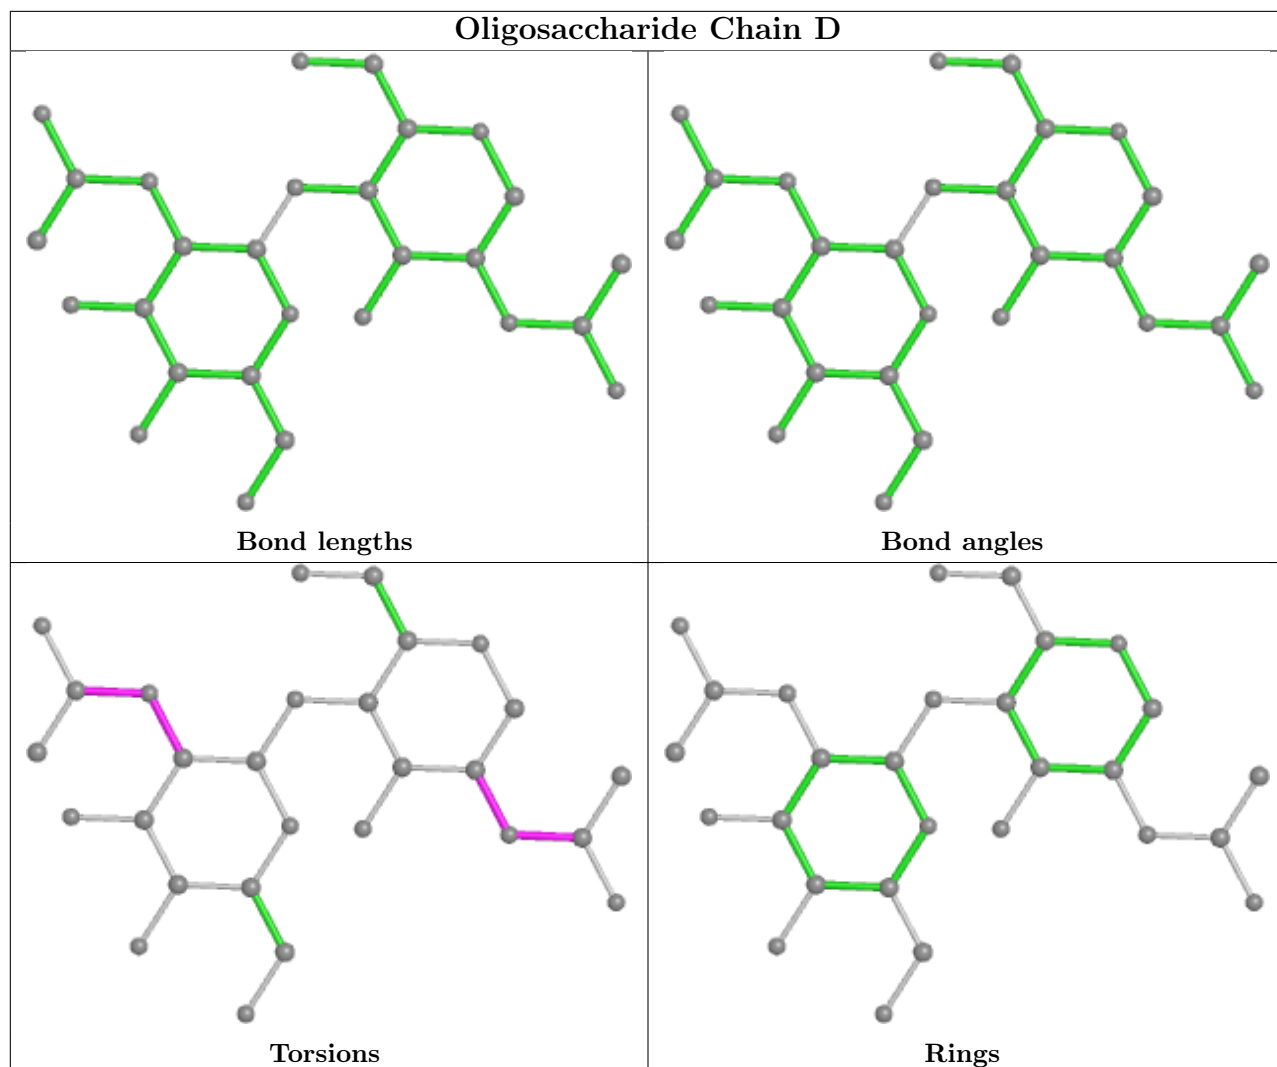 Oligosaccharide Chain D
Bond lengths
Bond angles
Torsions
Rings